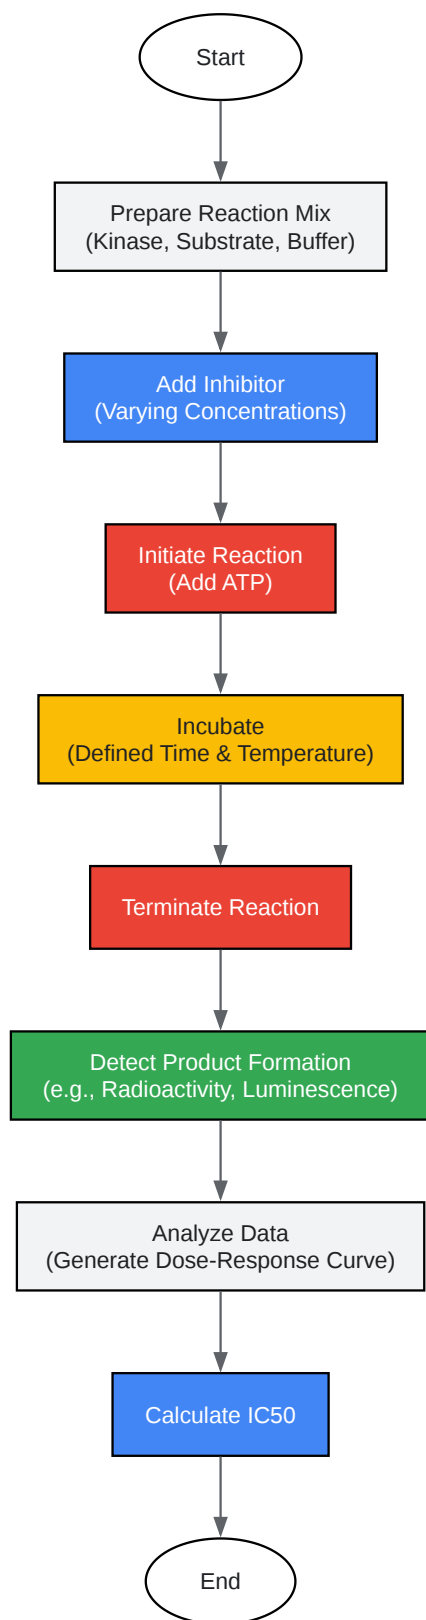 Start
Prepare Reaction Mix
(Kinase, Substrate, Buffer)
Add Inhibitor
(Varying Concentrations)
Initiate Reaction
(Add ATP)
Incubate
(Defined Time & Temperature)
Terminate Reaction
Detect Product Formation
(e.g., Radioactivity, Luminescence)
Analyze Data
(Generate Dose-Response Curve)
Calculate IC50
End